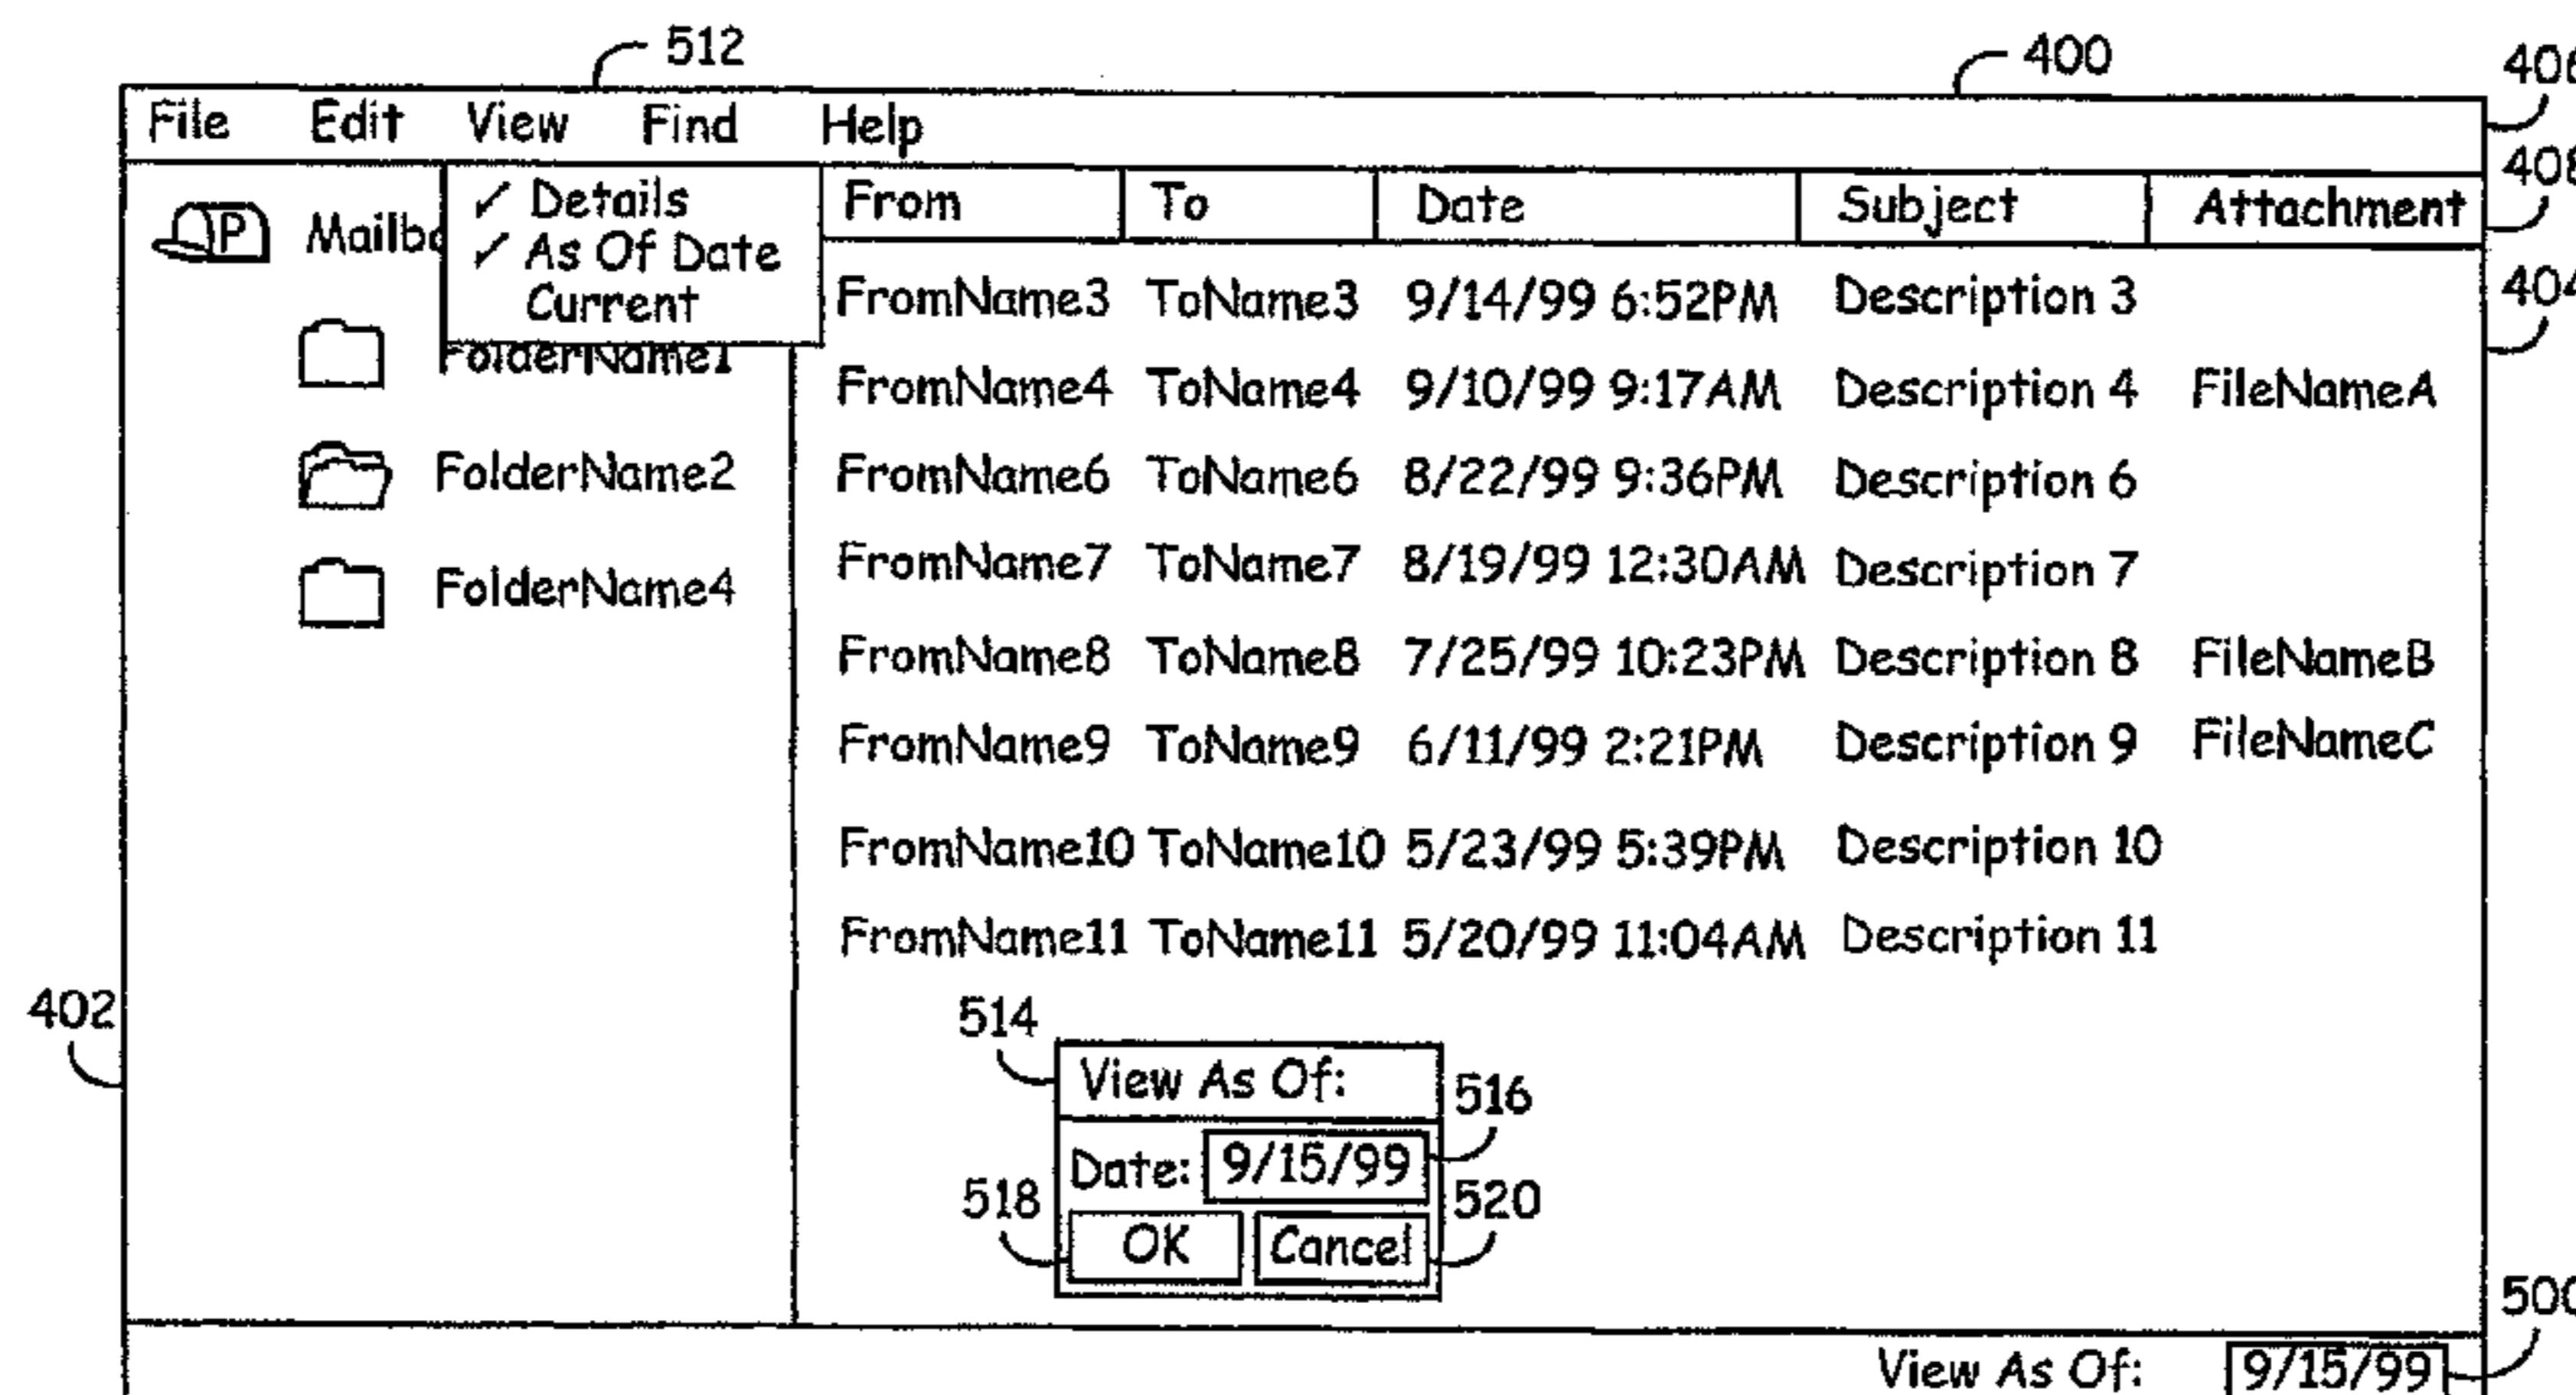 512
400
File Edit View Find Help
✓ Details
✓ As Of Date
Current
From To Date Subject Attachment
P
FolderName1
FolderName2
FolderName4
FromName3 ToName3 9/14/99 6:52PM Description 3
FromName4 ToName4 9/10/99 9:17AM Description 4 FileNameA
FromName6 ToName6 8/22/99 9:36PM Description 6
FromName7 ToName7 8/19/99 12:30AM Description 7
FromName8 ToName8 7/25/99 10:23PM Description 8 FileNameB
FromName9 ToName9 6/11/99 2:21PM Description 9 FileNameC
FromName10 ToName10 5/23/99 5:39PM Description 10
FromName11 ToName11 5/20/99 11:04AM Description 11
402
514
View As Of:
516
Date: 9/15/99
518
520
OK Cancel
View As Of: 9/15/99